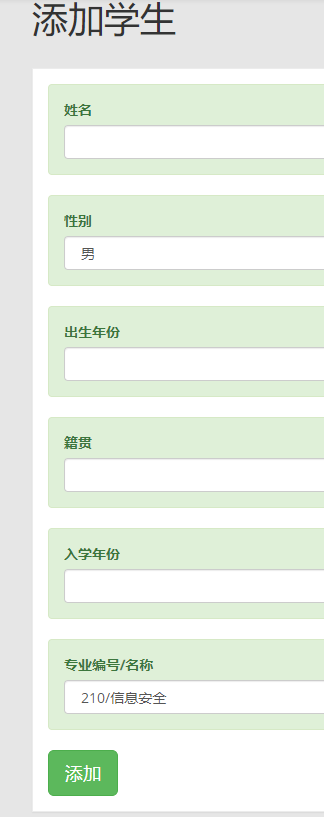 添加学生
姓名
性别
男
出生年份
籍贯
入学年份
专业编号/名称
210/信息安全
添加